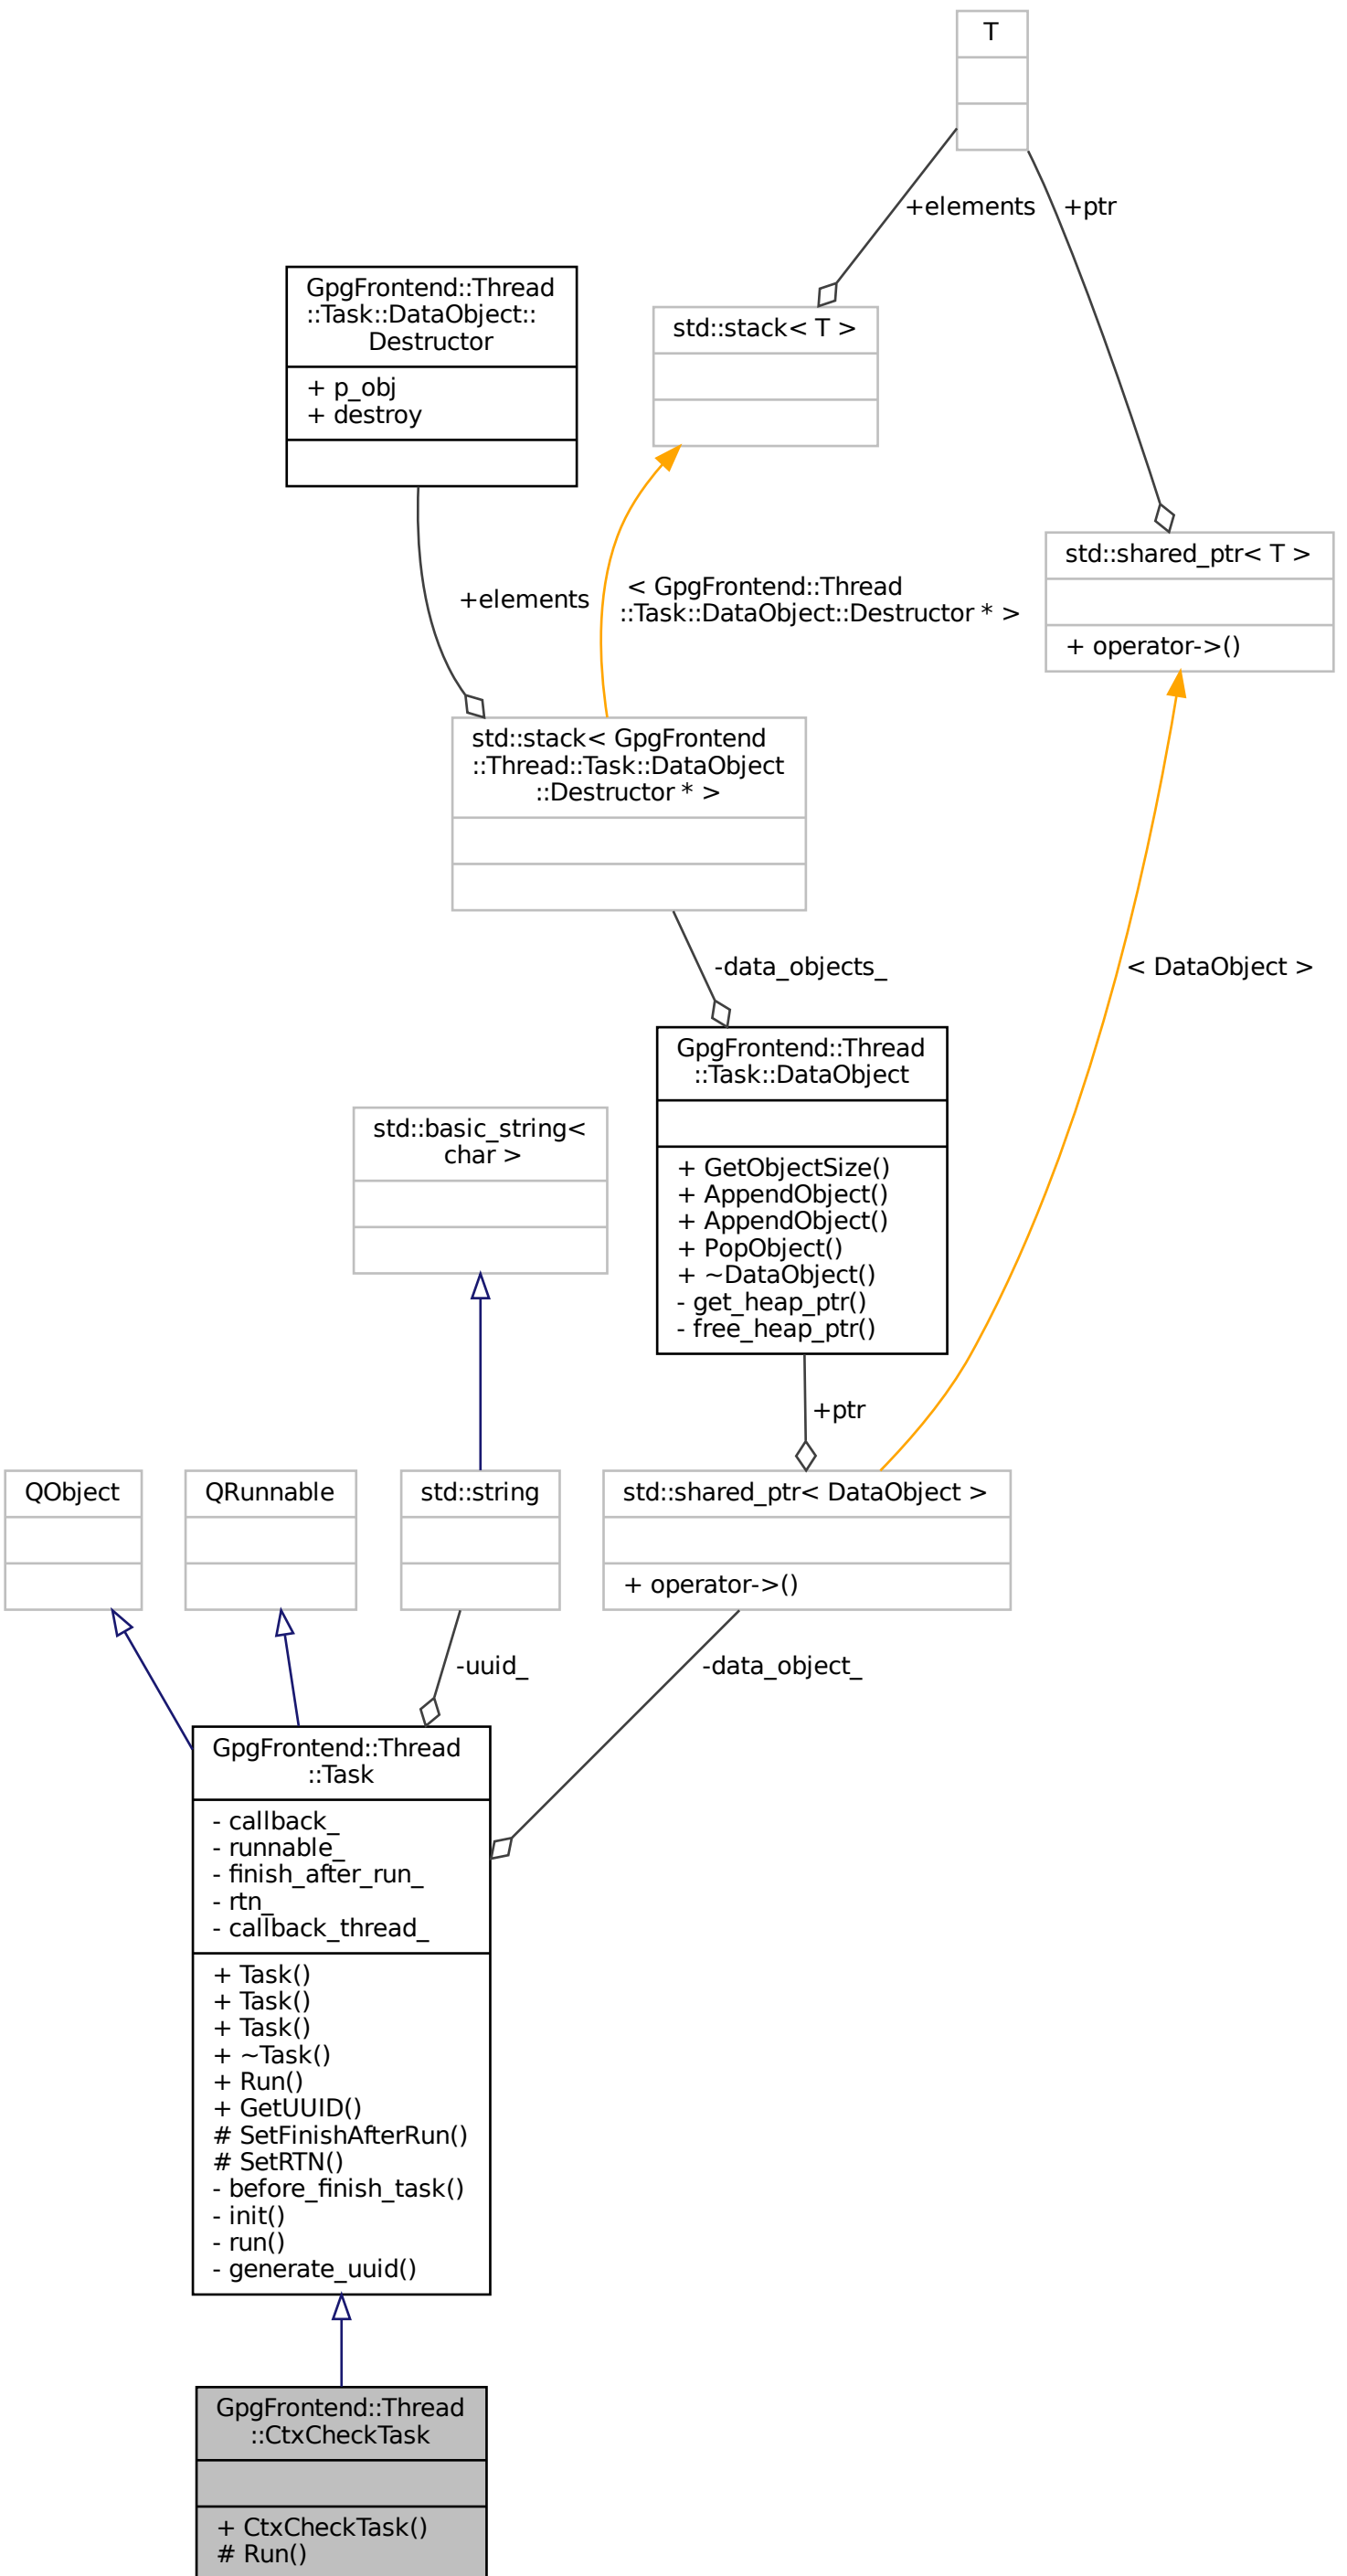 T
+elements
+ptr
GpgFrontend::Thread
::Task::DataObject::
Destructor
+ p_obj
+ destroy
std::stack< T >
std::shared_ptr< T >
+ operator->()
+elements
< GpgFrontend::Thread
::Task::DataObject::Destructor * >
std::stack< GpgFrontend
::Thread::Task::DataObject
::Destructor * >
-data_objects_
< DataObject >
GpgFrontend::Thread
::Task::DataObject
+ GetObjectSize()
+ AppendObject()
+ AppendObject()
+ PopObject()
+ ~DataObject()
- get_heap_ptr()
- free_heap_ptr()
std::basic_string<
char >
+ptr
QObject
QRunnable
std::string
std::shared_ptr< DataObject >
+ operator->()
-uuid_
-data_object_
GpgFrontend::Thread
::Task
- callback_
- runnable_
- finish_after_run_
- rtn_
- callback_thread_
+ Task()
+ Task()
+ Task()
+ ~Task()
+ Run()
+ GetUUID()
# SetFinishAfterRun()
# SetRTN()
- before_finish_task()
- init()
- run()
- generate_uuid()
GpgFrontend::Thread
::CtxCheckTask
+ CtxCheckTask()
# Run()